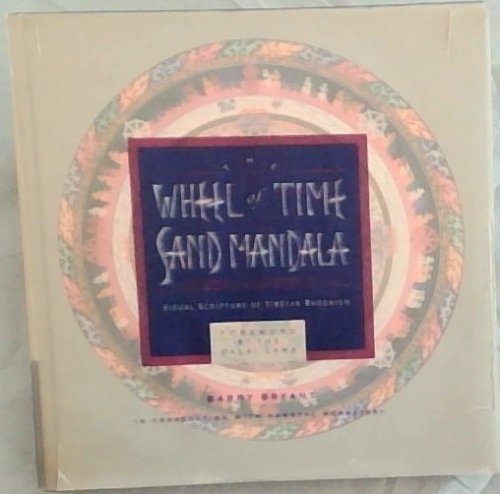 THE
WHEEL of TIME
SAND MANDALA
VISUAL SCRIPTURE OF TIBETAN BUDDHISM
FOREWORD
BY THE
DALAI LAMA
BARRY BRYANT
IN COOPERATION WITH NAMGYAL MONASTERY